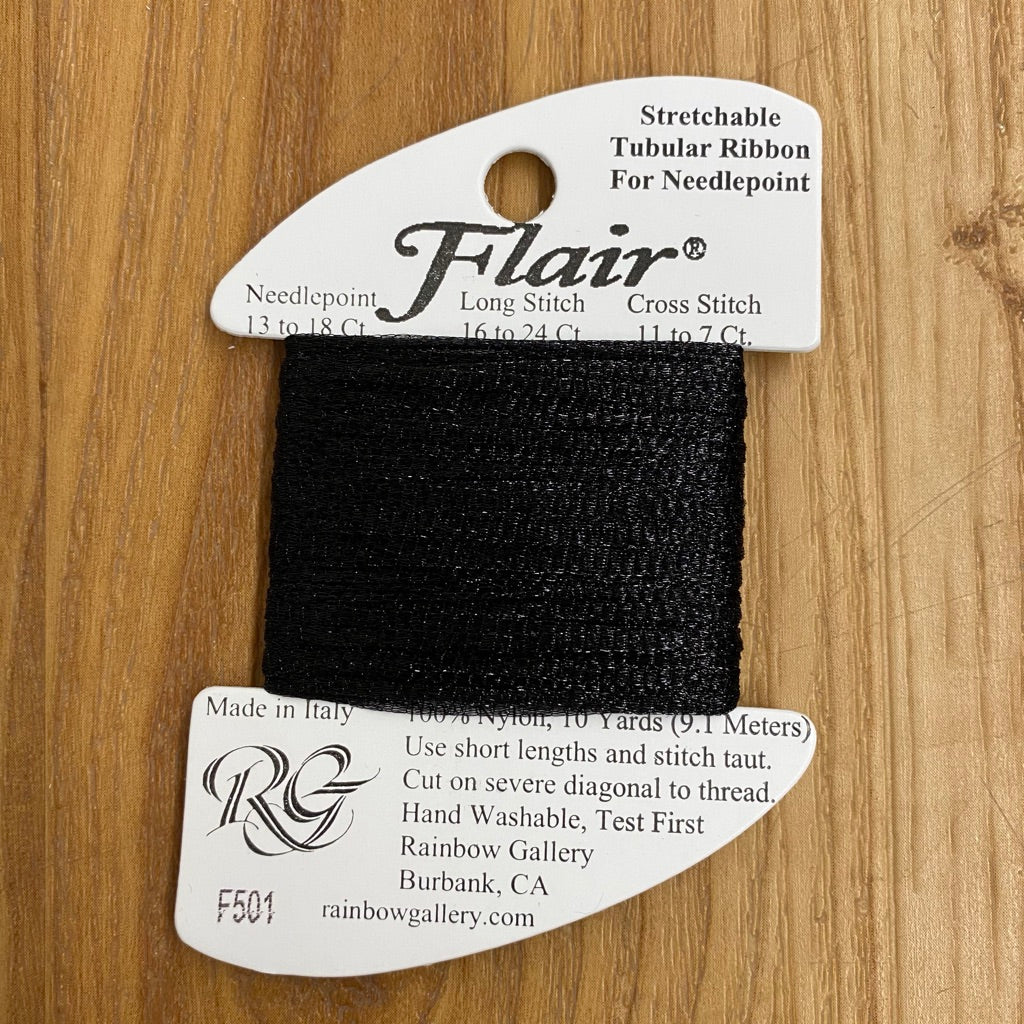 Stretchable
Tubular Ribbon
For Needlepoint
Flair®
Needlepoint Long Stitch Cross Stitch
13 to 18 Ct. 16 to 24 Ct. 11 to 7 Ct.
Made in Italy 100% Nylon, 10 Yards (9.1 Meters)
Use short lengths and stitch taut.
Cut on severe diagonal to thread.
RG
Hand Washable, Test First
Rainbow Gallery
Burbank, CA
F501 rainbowgallery.com